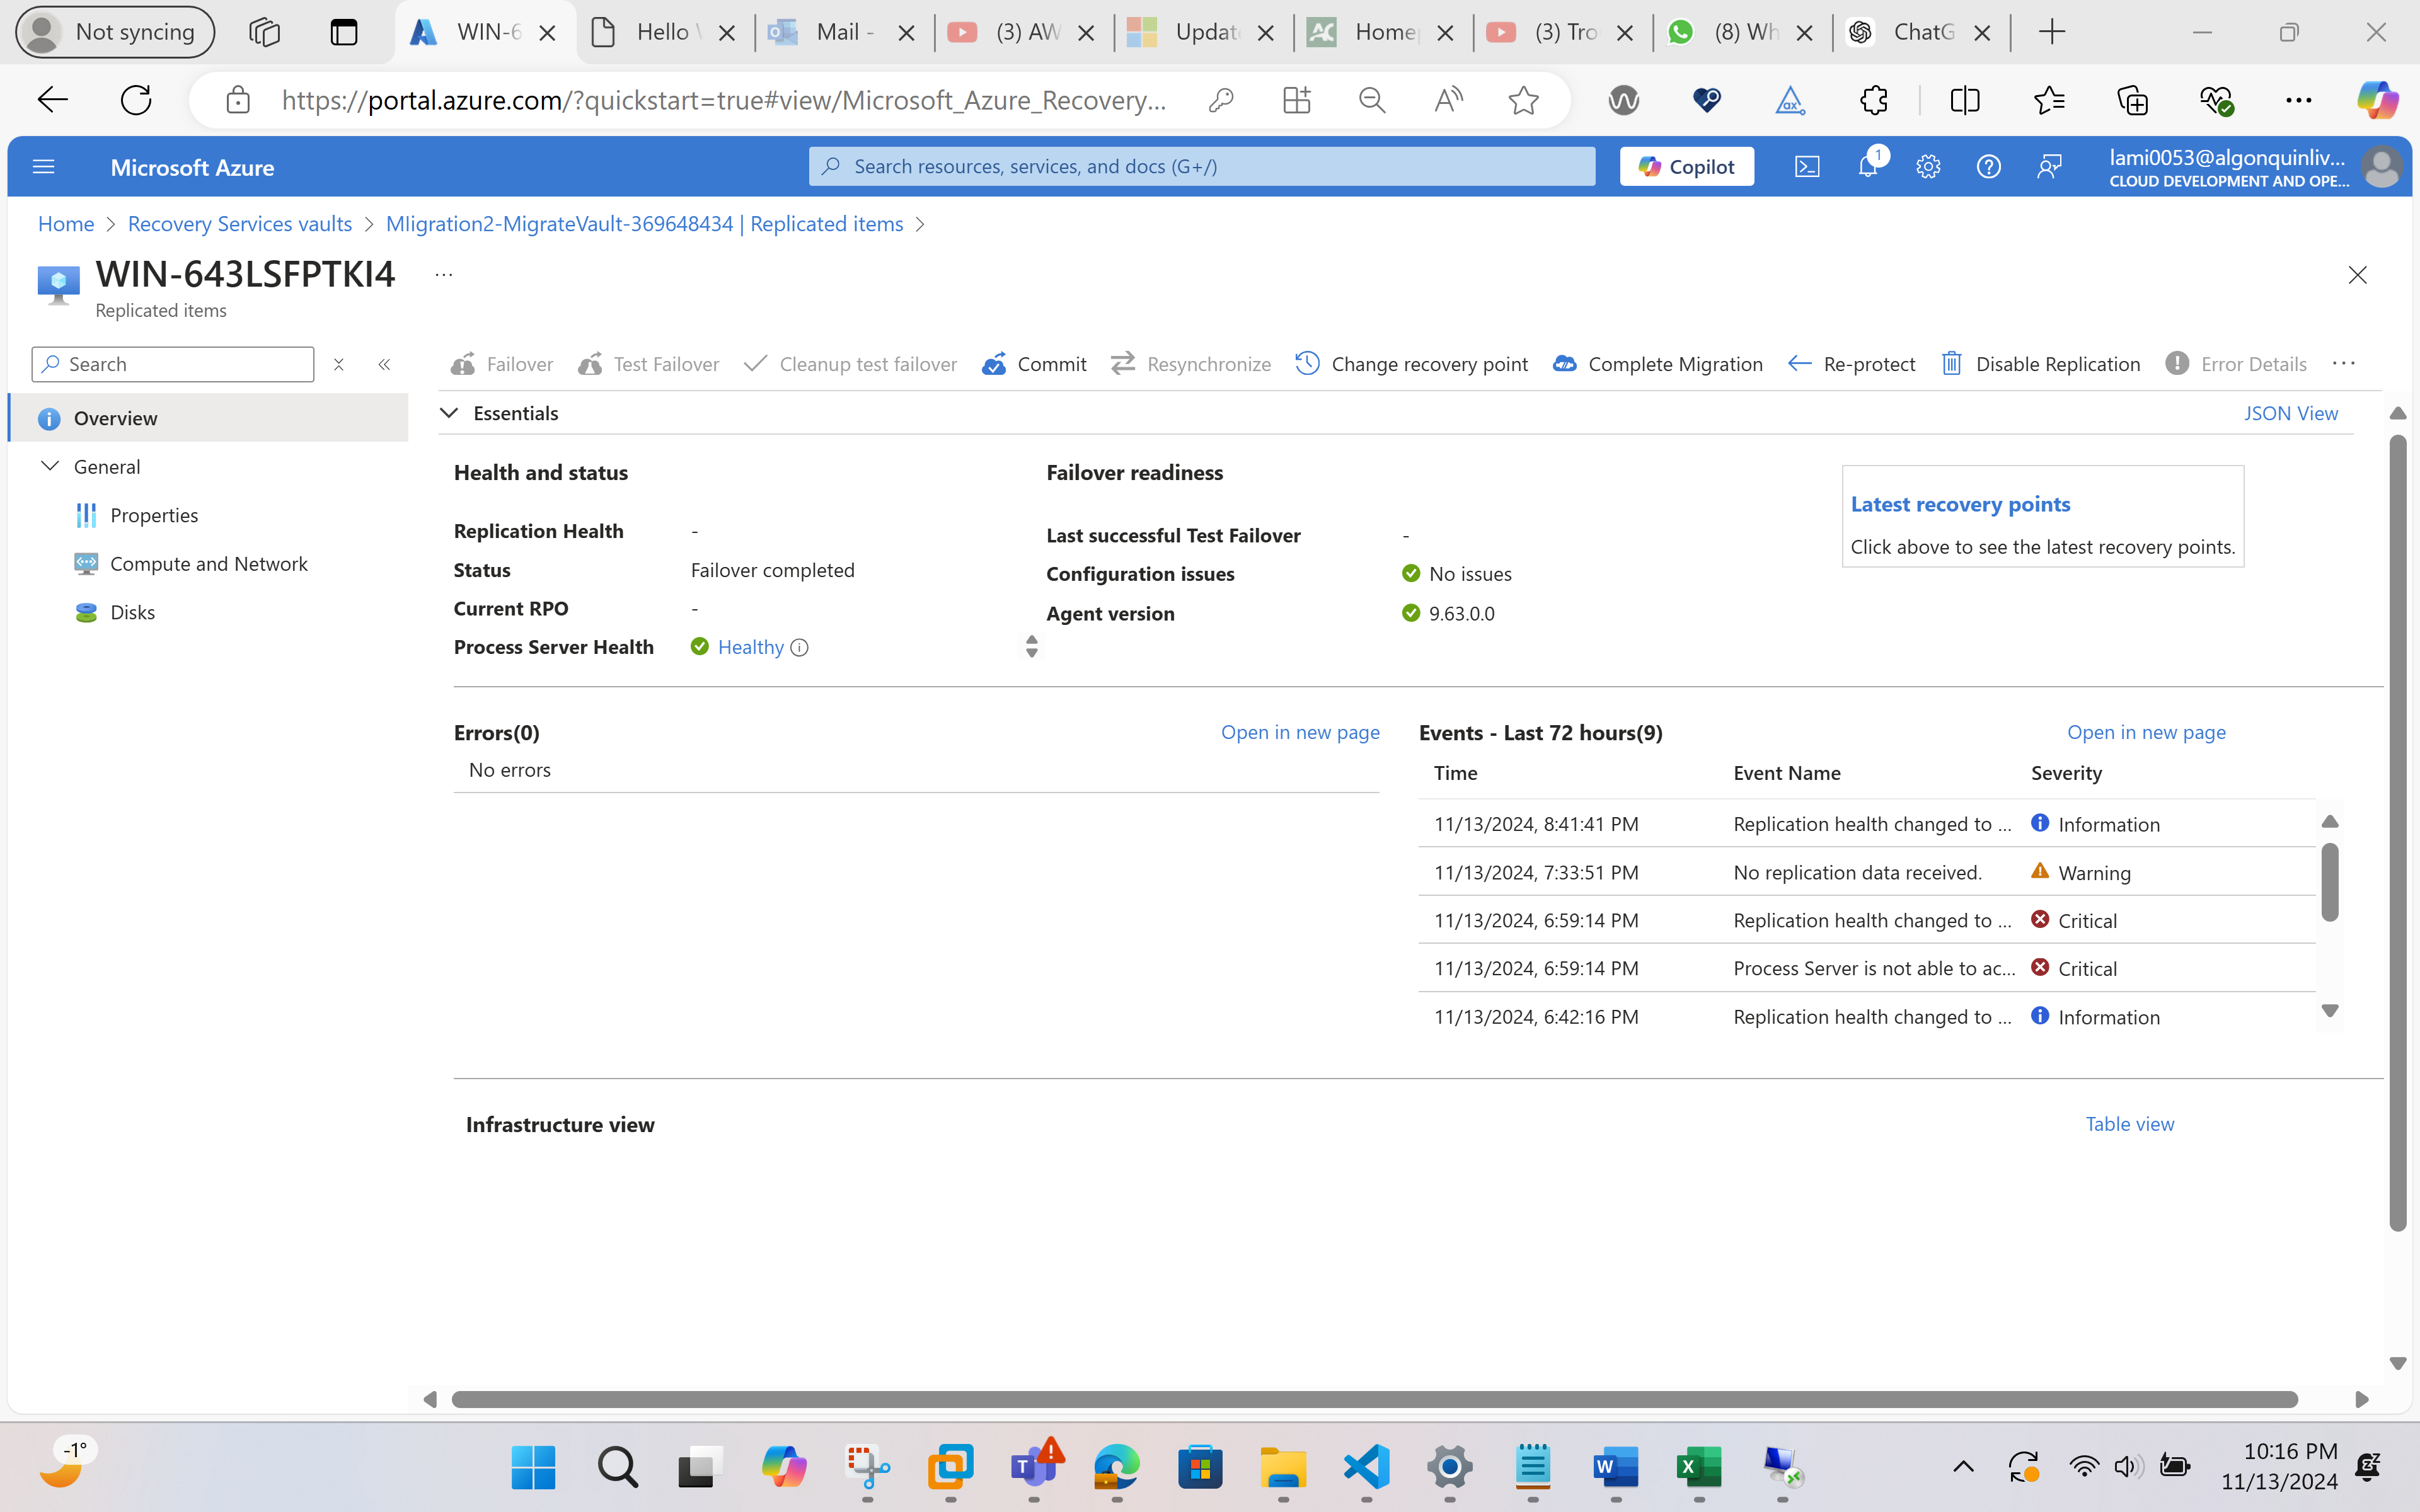 Not syncing
WIN-6
Hello
Mail -
(3) AW
Updat
Home
(3) Tro
(8) Wh
ChatG
https://portal.azure.com/?quickstart=true#view/Microsoft_Azure_Recovery...
Microsoft Azure
Search resources, services, and docs (G+/)
Copilot
1
lami0053@algonquinliv...
CLOUD DEVELOPMENT AND OPE...
Home > Recovery Services vaults > MIigration2-MigrateVault-369648434 | Replicated items >
WIN-643LSFPTKI4 ...
Replicated items
Search
Failover
Test Failover
Cleanup test failover
Commit
Resynchronize
Change recovery point
Complete Migration
Re-protect
Disable Replication
Error Details
...
Overview
General
Properties
Compute and Network
Disks
Essentials
JSON View
Health and status
Replication Health -
Status Failover completed
Current RPO -
Process Server Health Healthy
Failover readiness
Last successful Test Failover -
Configuration issues No issues
Agent version 9.63.0.0
Latest recovery points
Click above to see the latest recovery points.
Errors(0)
Open in new page
No errors
Events - Last 72 hours(9)
Open in new page
Time Event Name Severity
11/13/2024, 8:41:41 PM Replication health changed to ... Information
11/13/2024, 7:33:51 PM No replication data received. Warning
11/13/2024, 6:59:14 PM Replication health changed to ... Critical
11/13/2024, 6:59:14 PM Process Server is not able to ac... Critical
11/13/2024, 6:42:16 PM Replication health changed to ... Information
Infrastructure view
Table view
-1°
10:16 PM
11/13/2024